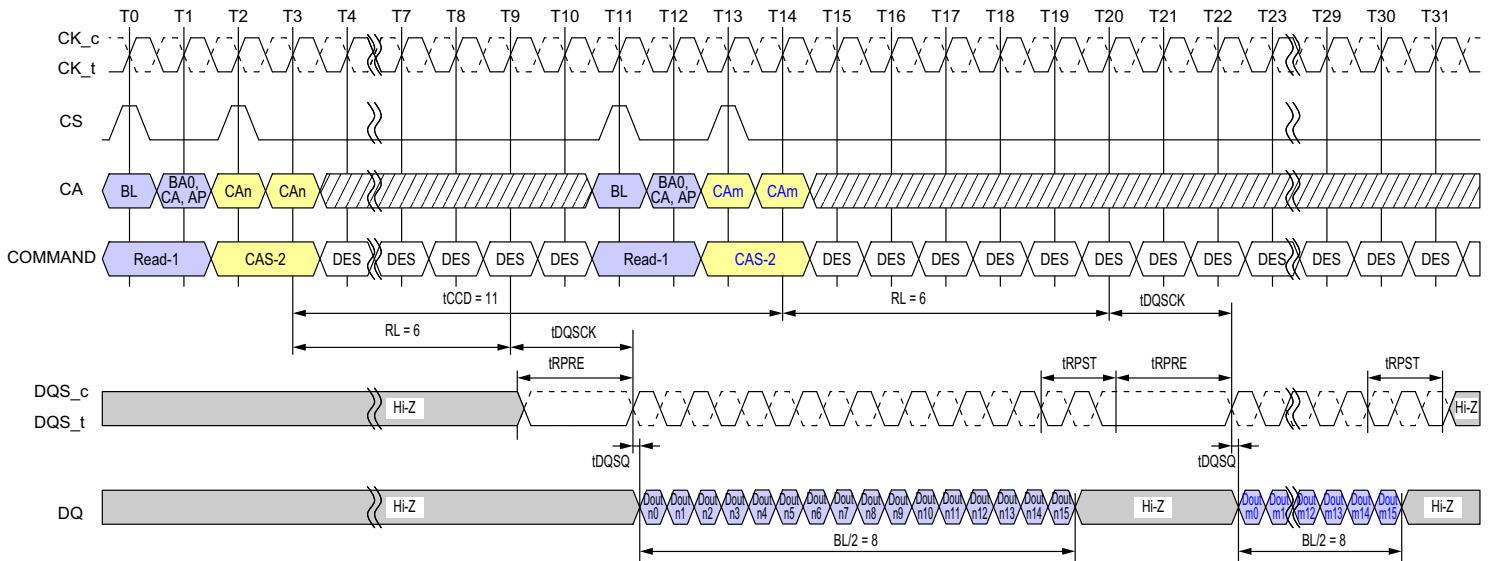 T0 T1 T2 T3 T4 T7 T8 T9 T10 T11 T12 T13 T14 T15 T16 T17 T18 T19 T20 T21 T22 T23 T29 T30 T31
CK_c
CK_t
CS
CA BL BA0, CA, AP CAn CAn BL BA0, CA, AP CAm CAm
COMMAND Read-1 CAS-2 DES DES DES DES DES Read-1 CAS-2 DES DES DES DES DES DES DES DES DES DES DES DES
tCCD = 11 RL = 6 tDQSCK
RL = 6 tDQSCK
tRPRE tRPST tRPRE tRPST
DQS_c
DQS_t
Hi-Z Hi-Z
tDQSQ tDQSQ
DQ Hi-Z Dout n0 Dout n1 Dout n2 Dout n3 Dout n4 Dout n5 Dout n6 Dout n7 Dout n8 Dout n9 Dout n10 Dout n11 Dout n12 Dout n13 Dout n14 Dout n15 Hi-Z Dout m0 Dout m1 Dout m12 Dout m13 Dout m14 Dout m15 Hi-Z
BL/2 = 8 BL/2 = 8